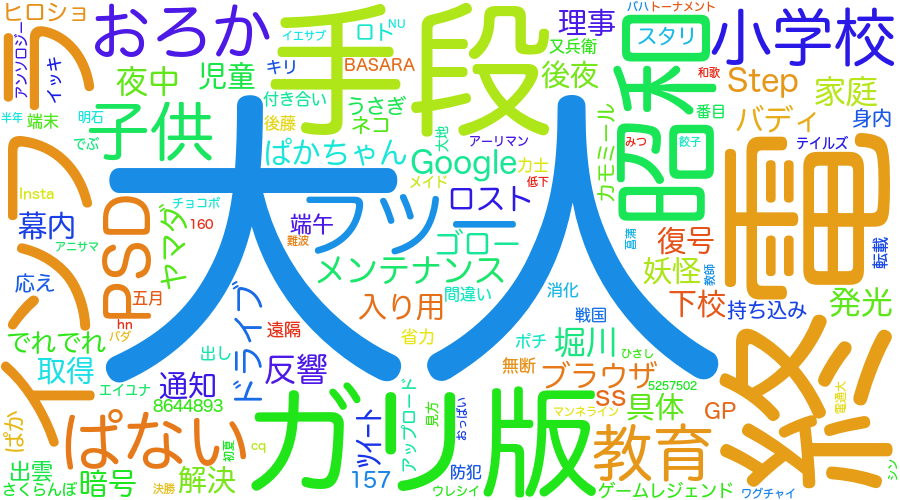 ヒロショ
アンソロジー
イッキ
おろか
手段
イエサブ
ロト
NU
BASARA
理事
又兵衛
スタリ
バハトーナメント
小学校
和歌
ラ
半年
端末
明石
でぶ
夜中
児童
キリ
付き合い
うさぎ
ネコ
後藤
後夜
昭和
番目
Step
家庭
バディ
身内
子供
ぱかちゃん
Google
力士
大地
アーリマン
カモミール
みつ
餃子
テイルズ
メイド
低下
Insta
インフラ
幕内
アニサマ
PSD
チョコボ
160
ヤマダ
大人
端午
難波
フツー
ロスト
ゴロー
雷
菖蒲
復号
妖怪
教師
転載
応え
五月
hn
パダ
メンテナンス
入り用
間違い
消化
戦国
下校
持ち込み
発光
でれでれ
取得
出し
ドライブ
遠隔
反響
省力
ポチ
堀川
ひさし
無断
ブラウザ
5257502
終
電通大
エイユナ
通知
8644893
ぱか
ぱない
ガリ版
ss
具体
GP
マンネライン
教育
出雲
さくらんぼ
暗号
解決
決勝
初夏
cq
157
ツイート
アップロード
見方
おっぱい
防犯
ウレシイ
ゲームレジェンド
ワグチャイ
シン